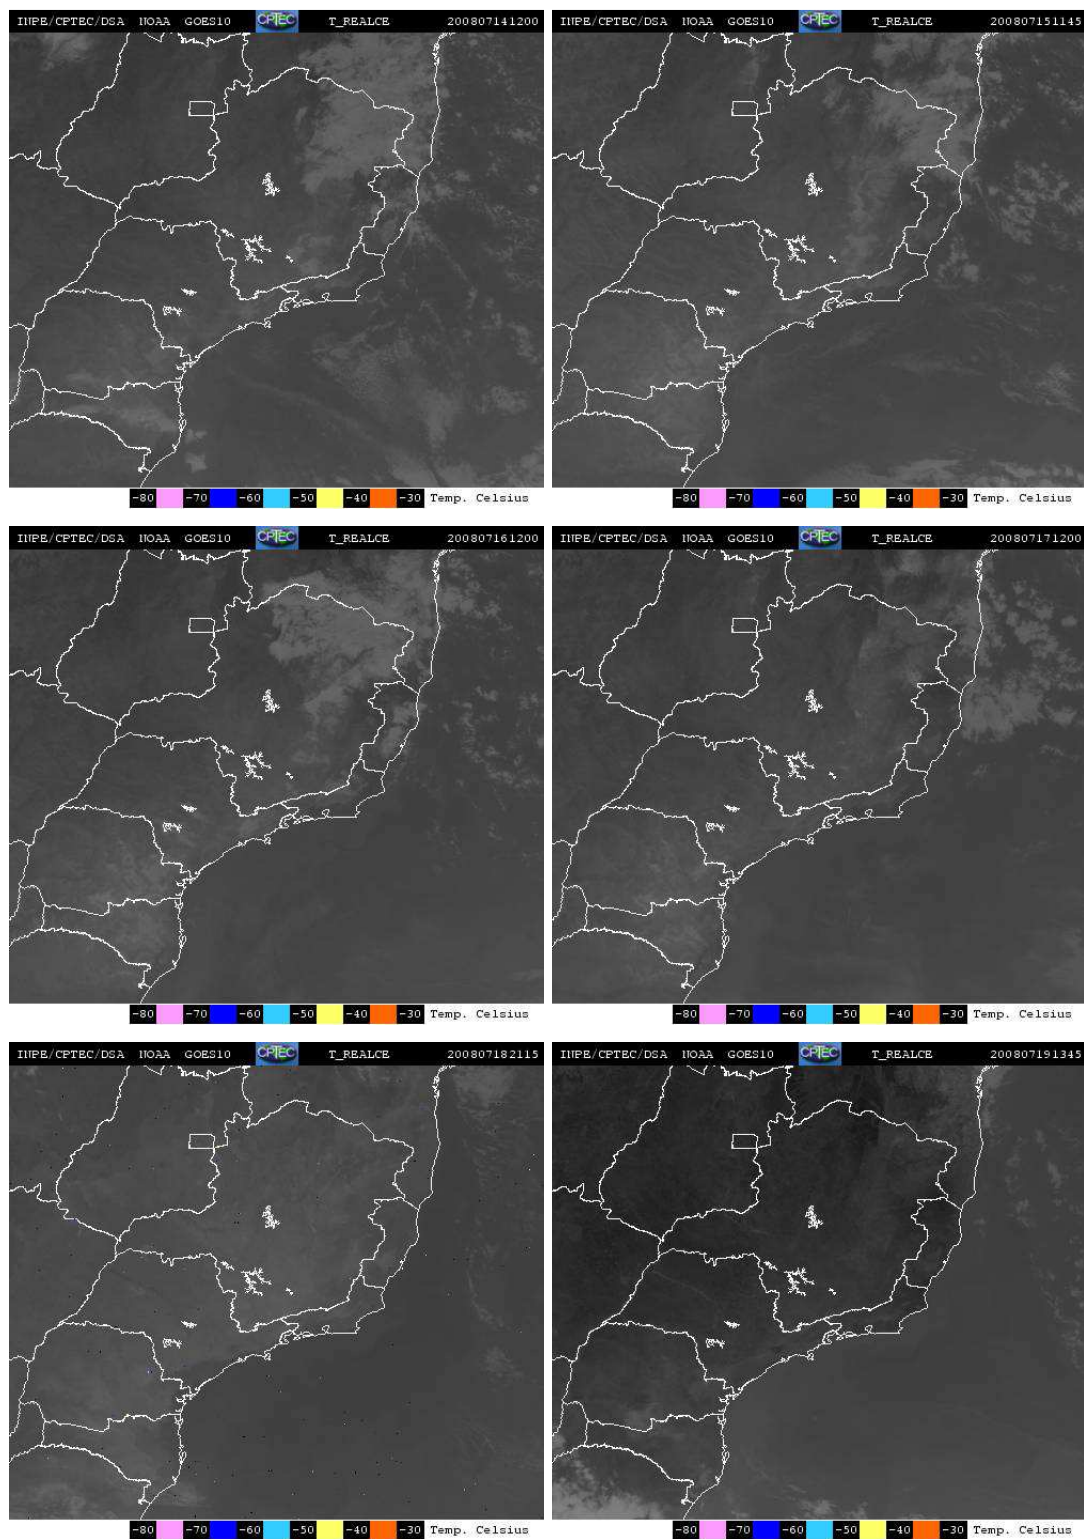 INPE/CPTEC/DSA NOAA GOES10 CPTEC T_REALCE 200807141200
-80 -70 -60 -50 -40 -30 Temp. Celsius
INPE/CPTEC/DSA NOAA GOES10 CPTEC T_REALCE 200807151145
-80 -70 -60 -50 -40 -30 Temp. Celsius
INPE/CPTEC/DSA NOAA GOES10 CPTEC T_REALCE 200807161200
-80 -70 -60 -50 -40 -30 Temp. Celsius
INPE/CPTEC/DSA NOAA GOES10 CPTEC T_REALCE 200807171200
-80 -70 -60 -50 -40 -30 Temp. Celsius
INPE/CPTEC/DSA NOAA GOES10 CPTEC T_REALCE 200807182115
-80 -70 -60 -50 -40 -30 Temp. Celsius
INPE/CPTEC/DSA NOAA GOES10 CPTEC T_REALCE 200807191345
-80 -70 -60 -50 -40 -30 Temp. Celsius